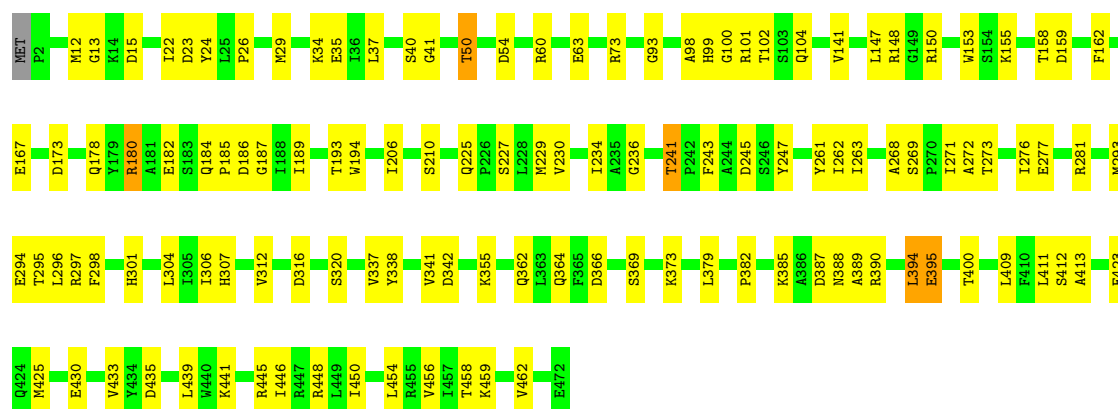 MET P2 M12 G13 K14 D15 I22 D23 Y24 L25 P26 M29 K34 E35 I36 L37 S40 G41 T50 D54 R60 E63 R73 G93 A98 H99 G100 R101 T102 S103 Q104 V141 L147 R148 G149 R150 W153 S154 K155 T158 D159 F162
E167 D173 Q178 Y179 R180 A181 E182 S183 Q184 P185 D186 G187 I188 I189 T193 W194 I206 S210 Q225 P226 S227 L228 M229 V230 I234 A235 G236 T241 P242 F243 A244 D245 S246 Y247 Y261 I262 I263 A268 S269 P270 I271 A272 T273 I276 E277 R281 M293
E294 T295 L296 R297 F298 H301 L304 I305 I306 H307 V312 D316 S320 V337 Y338 V341 D342 K355 Q362 L363 Q364 F365 D366 S369 K373 L379 P382 K385 A386 D387 N388 A389 R390 L394 E395 T400 L409 F410 L411 S412 A413
Q424 M425 E430 V433 Y434 D435 L439 W440 K441 R445 I446 R447 R448 L449 I450 L454 R455 V456 I457 T458 K459 V462 E472